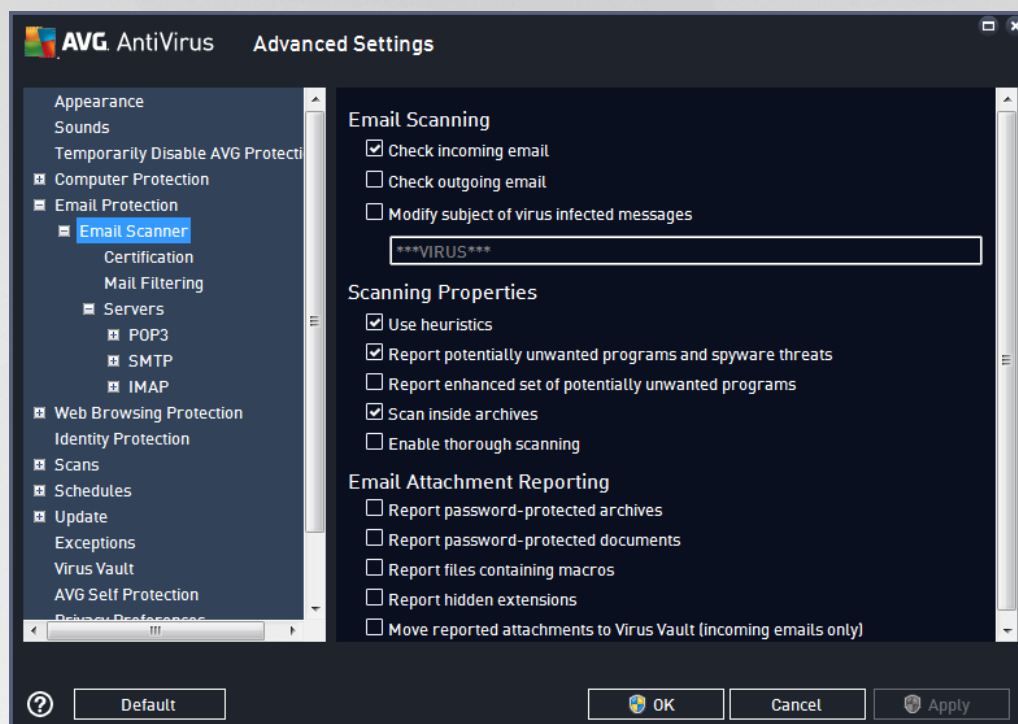 AVG. AntiVirus Advanced Settings
Appearance
Sounds
Temporarily Disable AVG Protecti
Computer Protection
Email Protection
Email Scanner
Certification
Mail Filtering
Servers
POP3
SMTP
IMAP
Web Browsing Protection
Identity Protection
Scans
Schedules
Update
Exceptions
Virus Vault
AVG Self Protection
Privacy Preferences
Email Scanning
Check incoming email
Check outgoing email
Modify subject of virus infected messages
***VIRUS***
Scanning Properties
Use heuristics
Report potentially unwanted programs and spyware threats
Report enhanced set of potentially unwanted programs
Scan inside archives
Enable thorough scanning
Email Attachment Reporting
Report password-protected archives
Report password-protected documents
Report files containing macros
Report hidden extensions
Move reported attachments to Virus Vault (incoming emails only)
? Default OK Cancel Apply